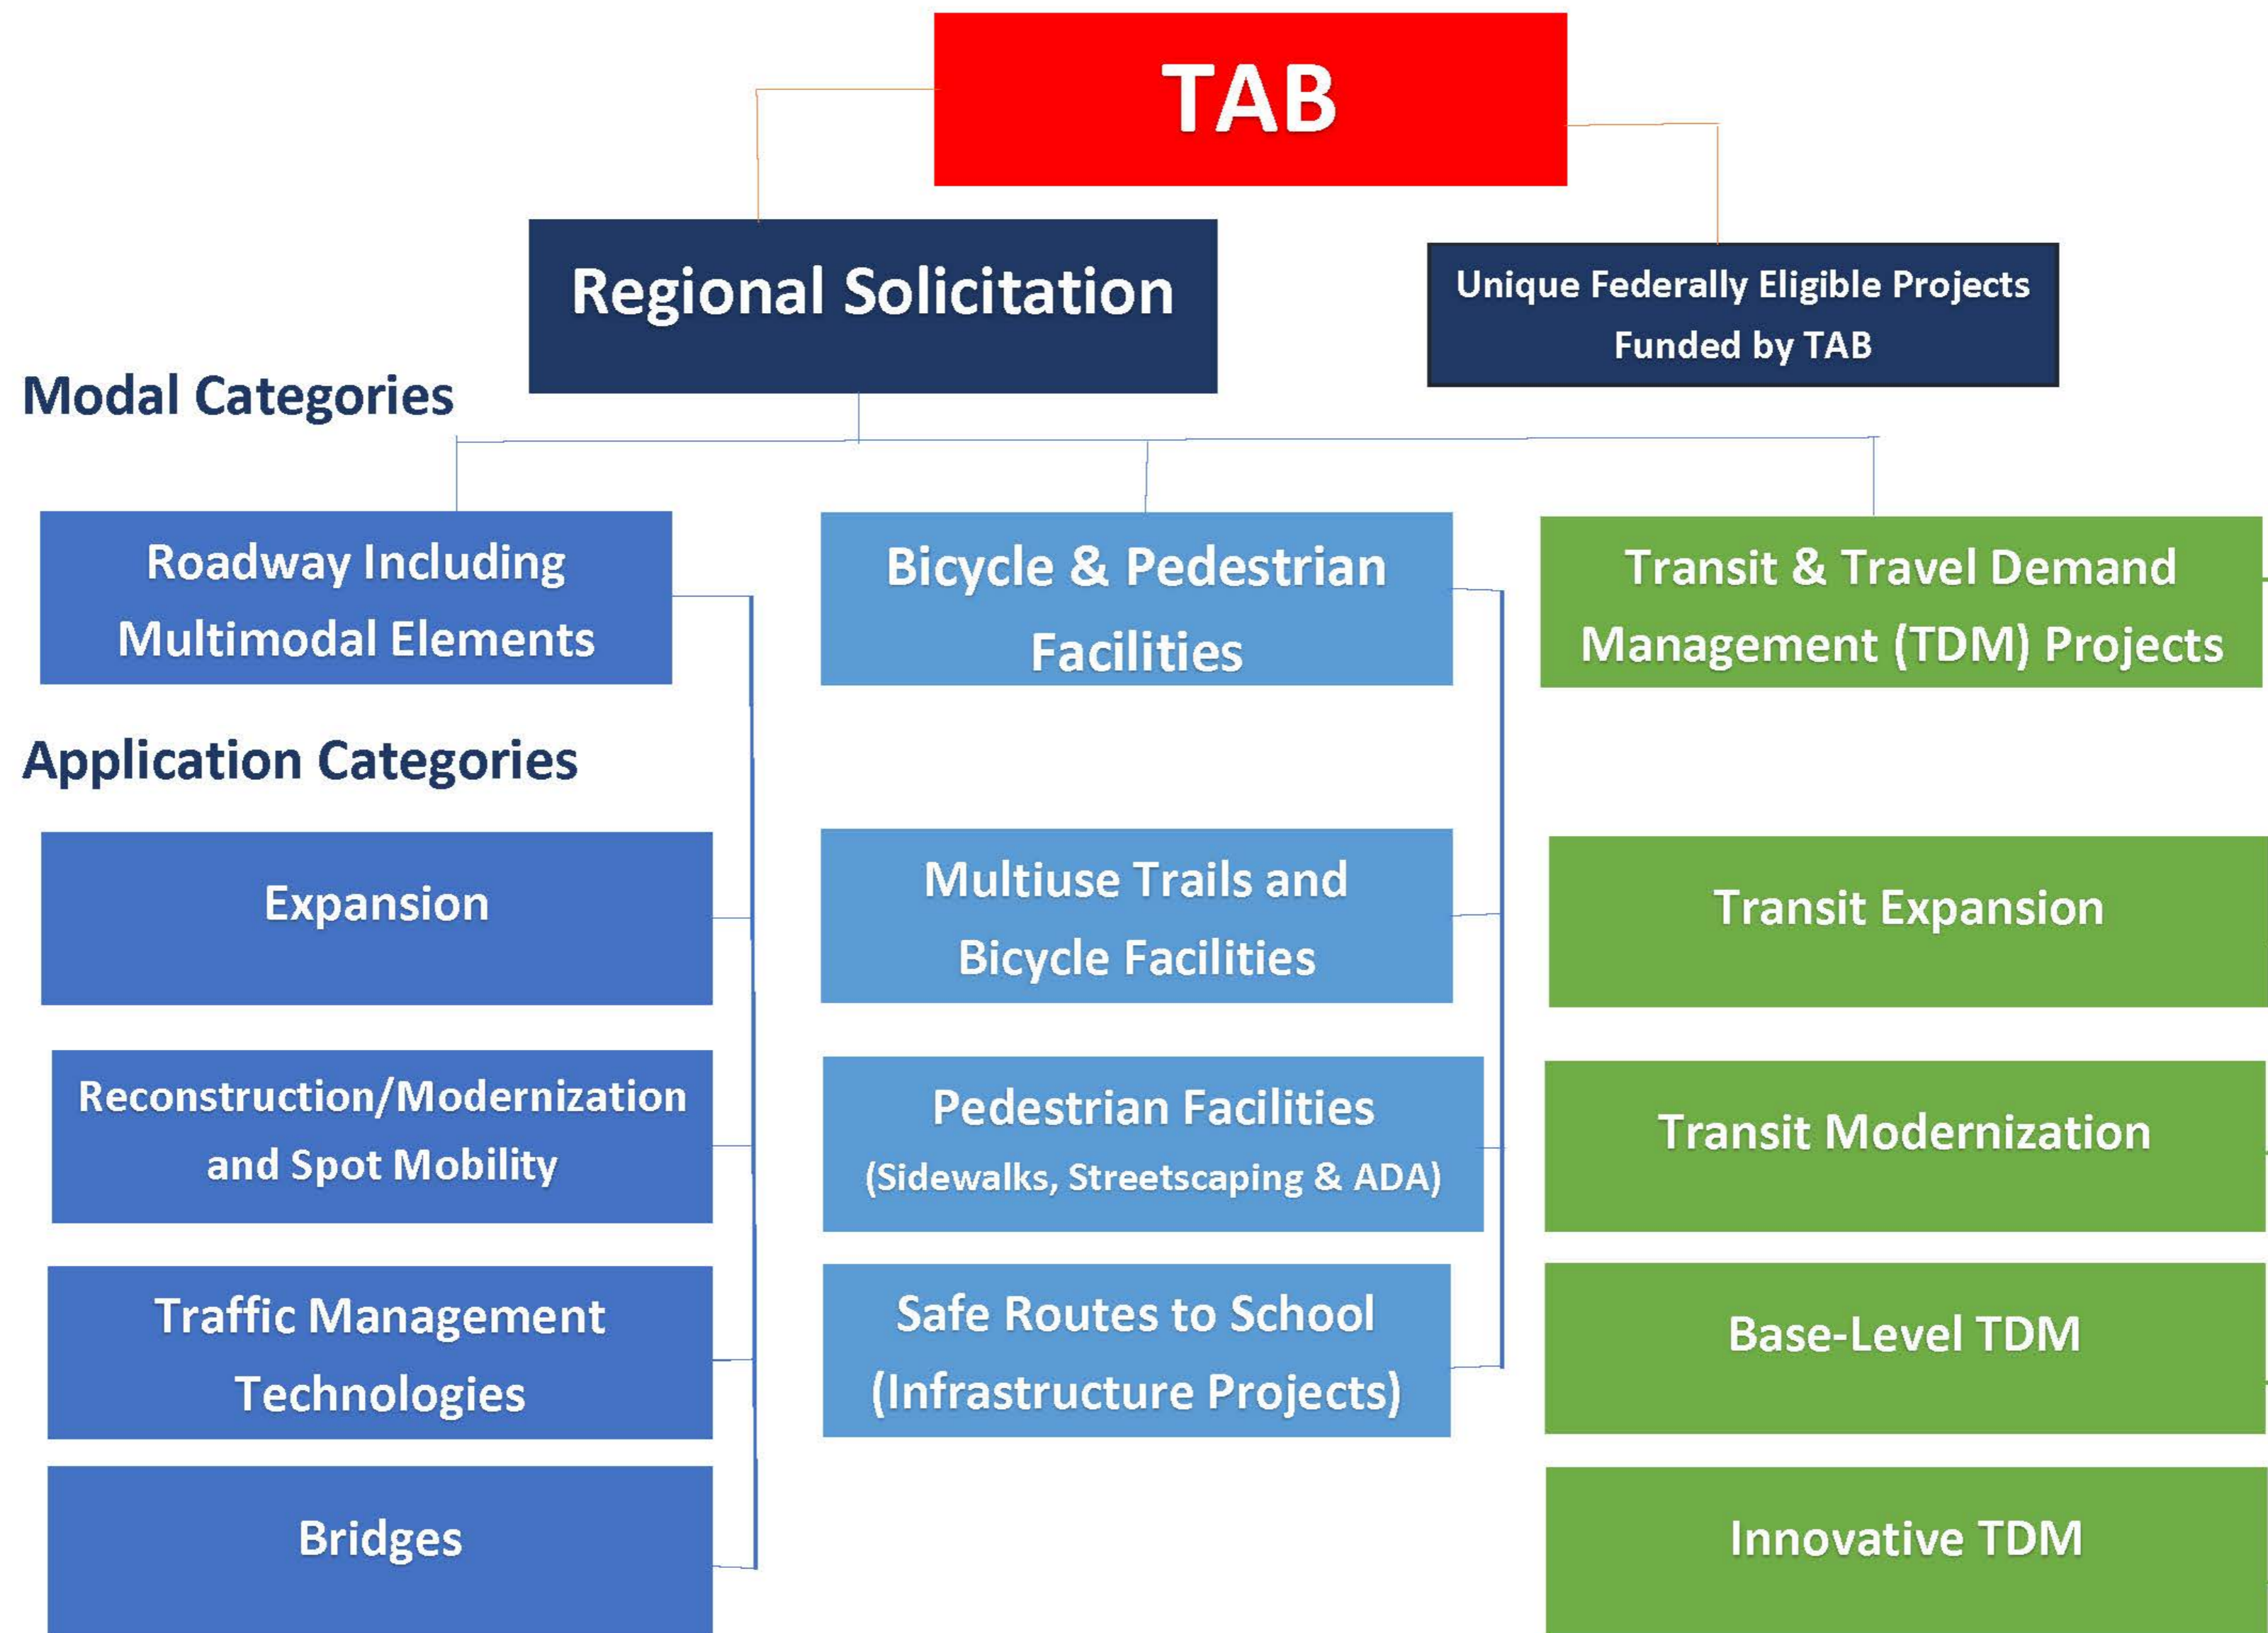 TAB
Regional Solicitation
Unique Federally Eligible Projects
Funded by TAB
Modal Categories
Roadway Including
Multimodal Elements
Bicycle & Pedestrian
Facilities
Transit & Travel Demand
Management (TDM) Projects
Application Categories
Expansion
Reconstruction/Modernization
and Spot Mobility
Traffic Management
Technologies
Bridges
Multiuse Trails and
Bicycle Facilities
Pedestrian Facilities
(Sidewalks, Streetscaping & ADA)
Safe Routes to School
(Infrastructure Projects)
Transit Expansion
Transit Modernization
Base-Level TDM
Innovative TDM